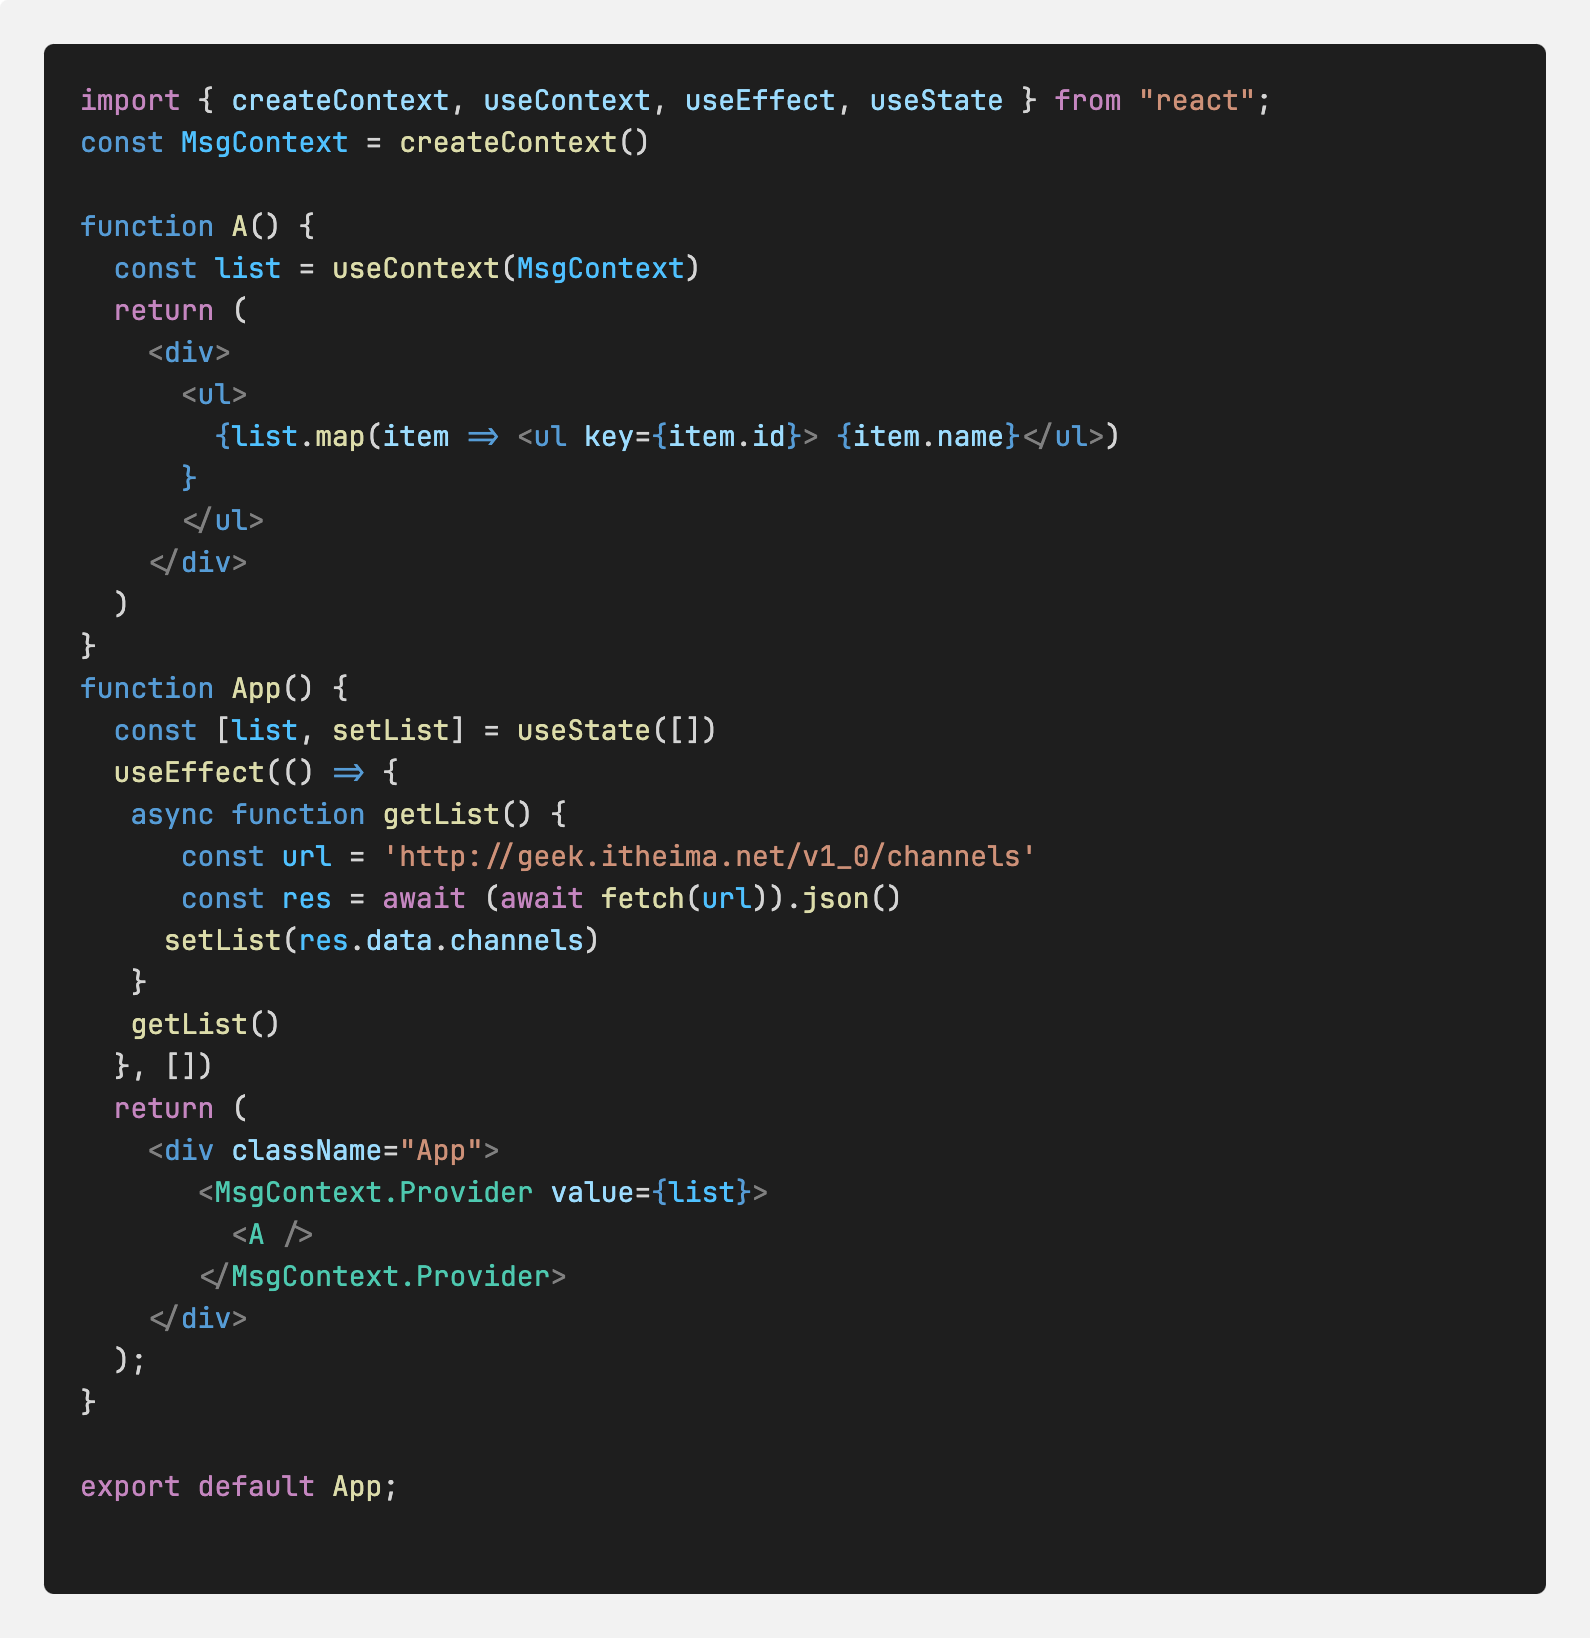 import { createContext, useContext, useEffect, useState } from "react";
const MsgContext = createContext()

function A() {
  const list = useContext(MsgContext)
  return (
    <div>
      <ul>
        {list.map(item => <ul key={item.id}> {item.name}</ul>)
      }
      </ul>
    </div>
  )
}
function App() {
  const [list, setList] = useState([])
  useEffect(() => {
   async function getList() {
      const url = 'http://geek.itheima.net/v1_0/channels'
      const res = await (await fetch(url)).json()
     setList(res.data.channels)
   }
   getList()
  }, [])
  return (
    <div className="App">
       <MsgContext.Provider value={list}>
         <A />
       </MsgContext.Provider>
    </div>
  );
}

export default App;